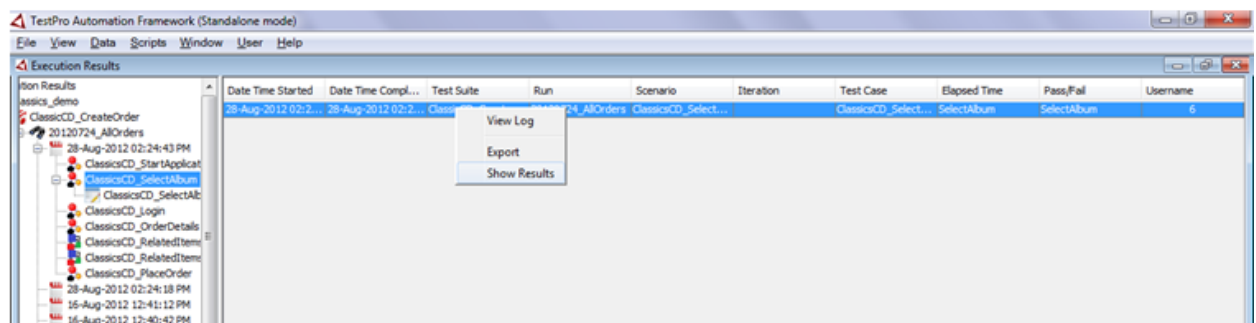 TestPro Automation Framework (Standalone mode)
File View Data Scripts Window User Help
Execution Results
tion Results
assics_demo
ClassicCD_CreateOrder
20120724_AllOrders
28-Aug-2012 02:24:43 PM
ClassicsCD_StartApplicat
ClassicsCD_SelectAlbum
ClassicsCD_SelectAlb
ClassicsCD_Login
ClassicsCD_OrderDetails
ClassicsCD_RelatedItems
ClassicsCD_RelatedItems
ClassicsCD_PlaceOrder
28-Aug-2012 02:24:18 PM
16-Aug-2012 12:41:12 PM
16-Aug-2012 12:40:42 PM
Date Time Started Date Time Compl... Test Suite Run Scenario Iteration Test Case Elapsed Time Pass/Fail Username
28-Aug-2012 02:2... 28-Aug-2012 02:2... 24_AllOrders ClassicsCD_Select... ClassicsCD_Select... SelectAlbum SelectAlbum 6
View Log
Export
Show Results